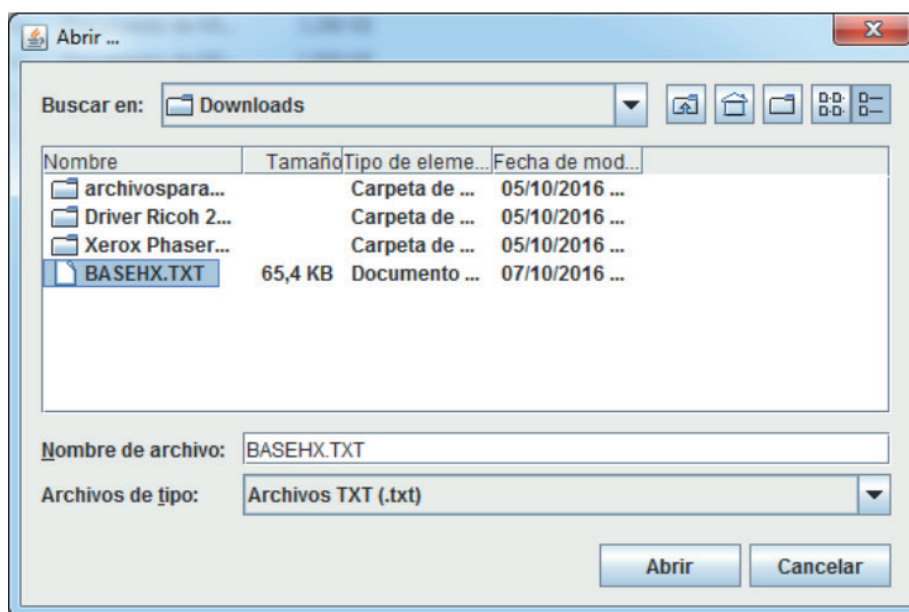 Abrir ...
Buscar en: Downloads
Nombre Tamaño Tipo de eleme... Fecha de mod...
archivospara... Carpeta de ... 05/10/2016 ...
Driver Ricoh 2... Carpeta de ... 05/10/2016 ...
Xerox Phaser... Carpeta de ... 05/10/2016 ...
BASEHX.TXT 65,4 KB Documento ... 07/10/2016 ...
Nombre de archivo: BASEHX.TXT
Archivos de tipo: Archivos TXT (.txt)
Abrir Cancelar